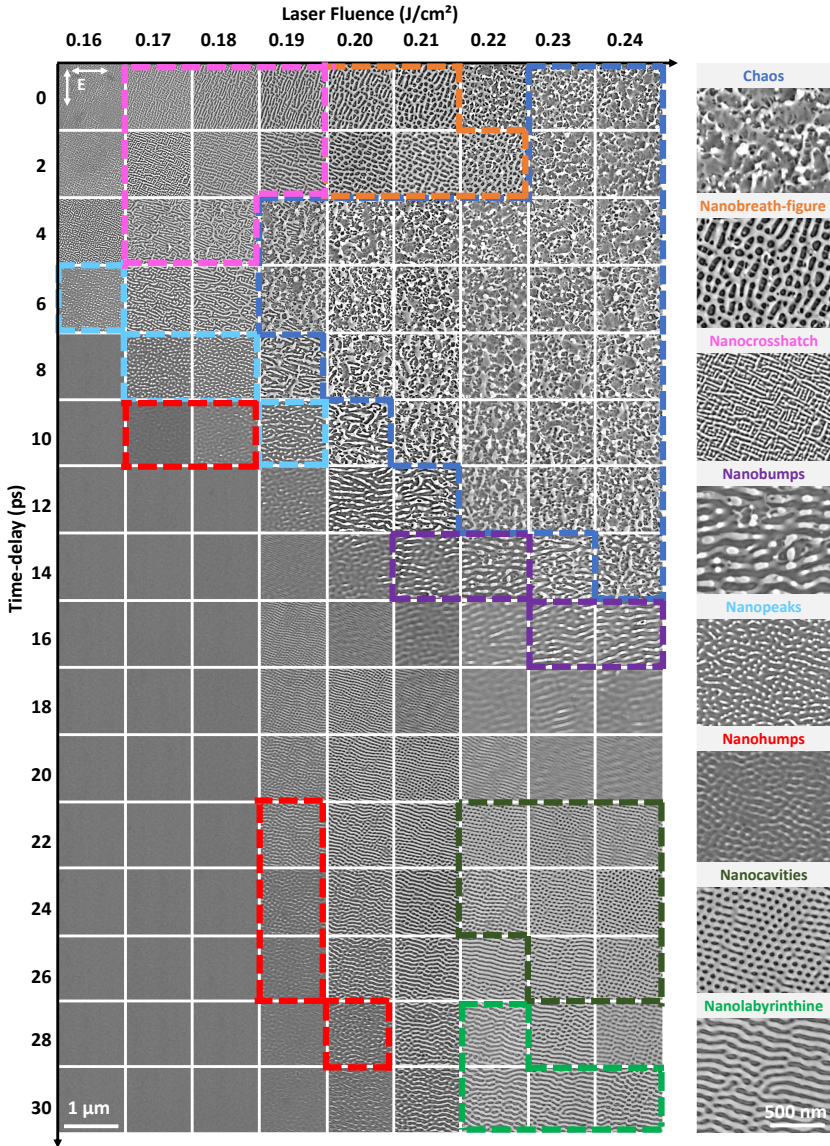 Laser Fluence (J/cm²)
0.16 0.17 0.18 0.19 0.20 0.21 0.22 0.23 0.24
E
Time-delay (ps)
0
2
4
6
8
10
12
14
16
18
20
22
24
26
28
30
1 μm
Chaos
Nanobreath-figure
Nanocrosshatch
Nanobumps
Nanopeaks
Nanohumps
Nanocavities
Nanolabyrinthine
500 nm